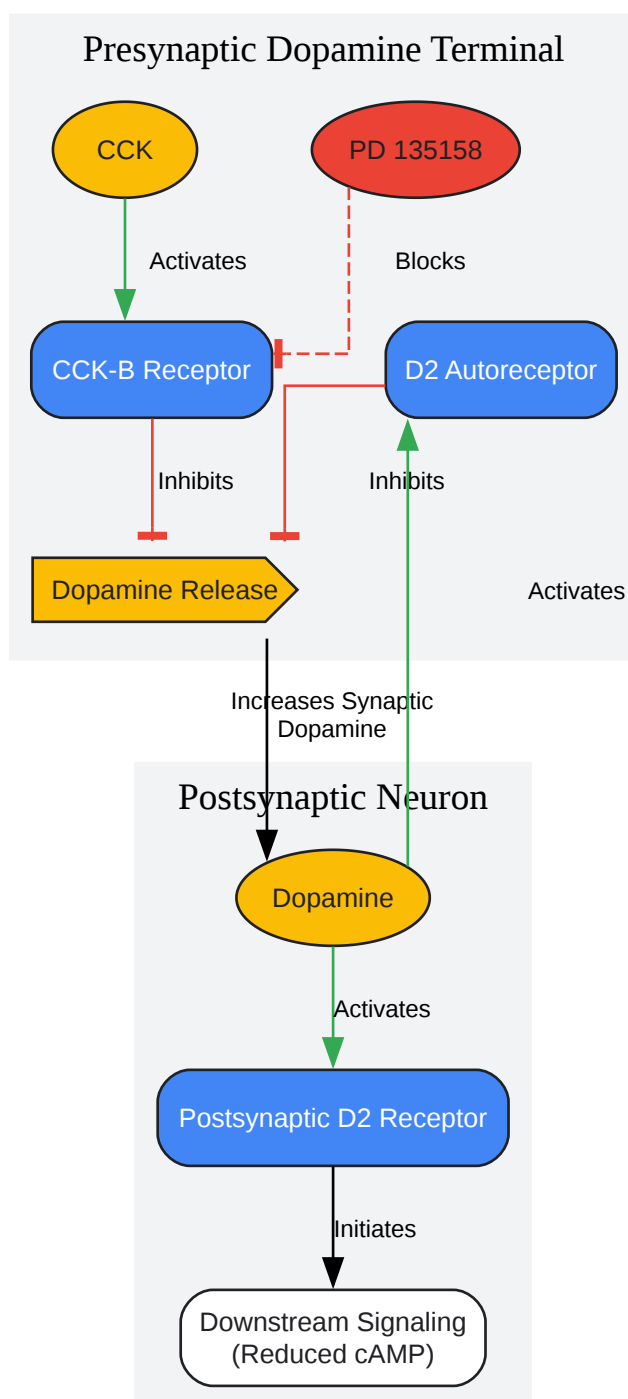 Presynaptic Dopamine Terminal
CCK
PD 135158
Activates
Blocks
CCK-B Receptor
D2 Autoreceptor
Inhibits
Inhibits
Dopamine Release
Activates
Increases Synaptic
Dopamine
Postsynaptic Neuron
Dopamine
Activates
Postsynaptic D2 Receptor
Initiates
Downstream Signaling
(Reduced cAMP)